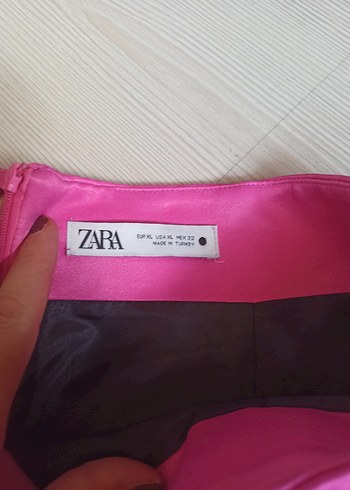 ZARA
EUR XL USA XL MEX 32
MADE IN TURKEY